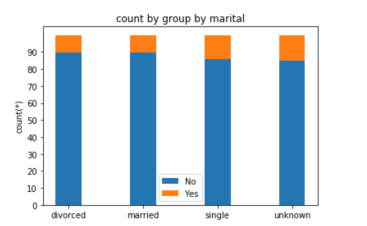 count by group by marital
count(*)
90
80
70
60
50
40
30
20
10
0
No
Yes
divorced married single unknown